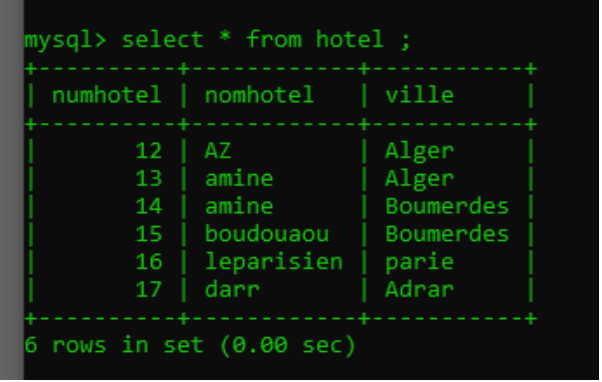 mysql> select * from hotel ;
+----------+------------+-----------+
| numhotel | nomhotel   | ville     |
+----------+------------+-----------+
|       12 | AZ         | Alger     |
|       13 | amine      | Alger     |
|       14 | amine      | Boumerdes |
|       15 | boudouaou  | Boumerdes |
|       16 | leparisien | parie     |
|       17 | darr       | Adrar     |
+----------+------------+-----------+
6 rows in set (0.00 sec)